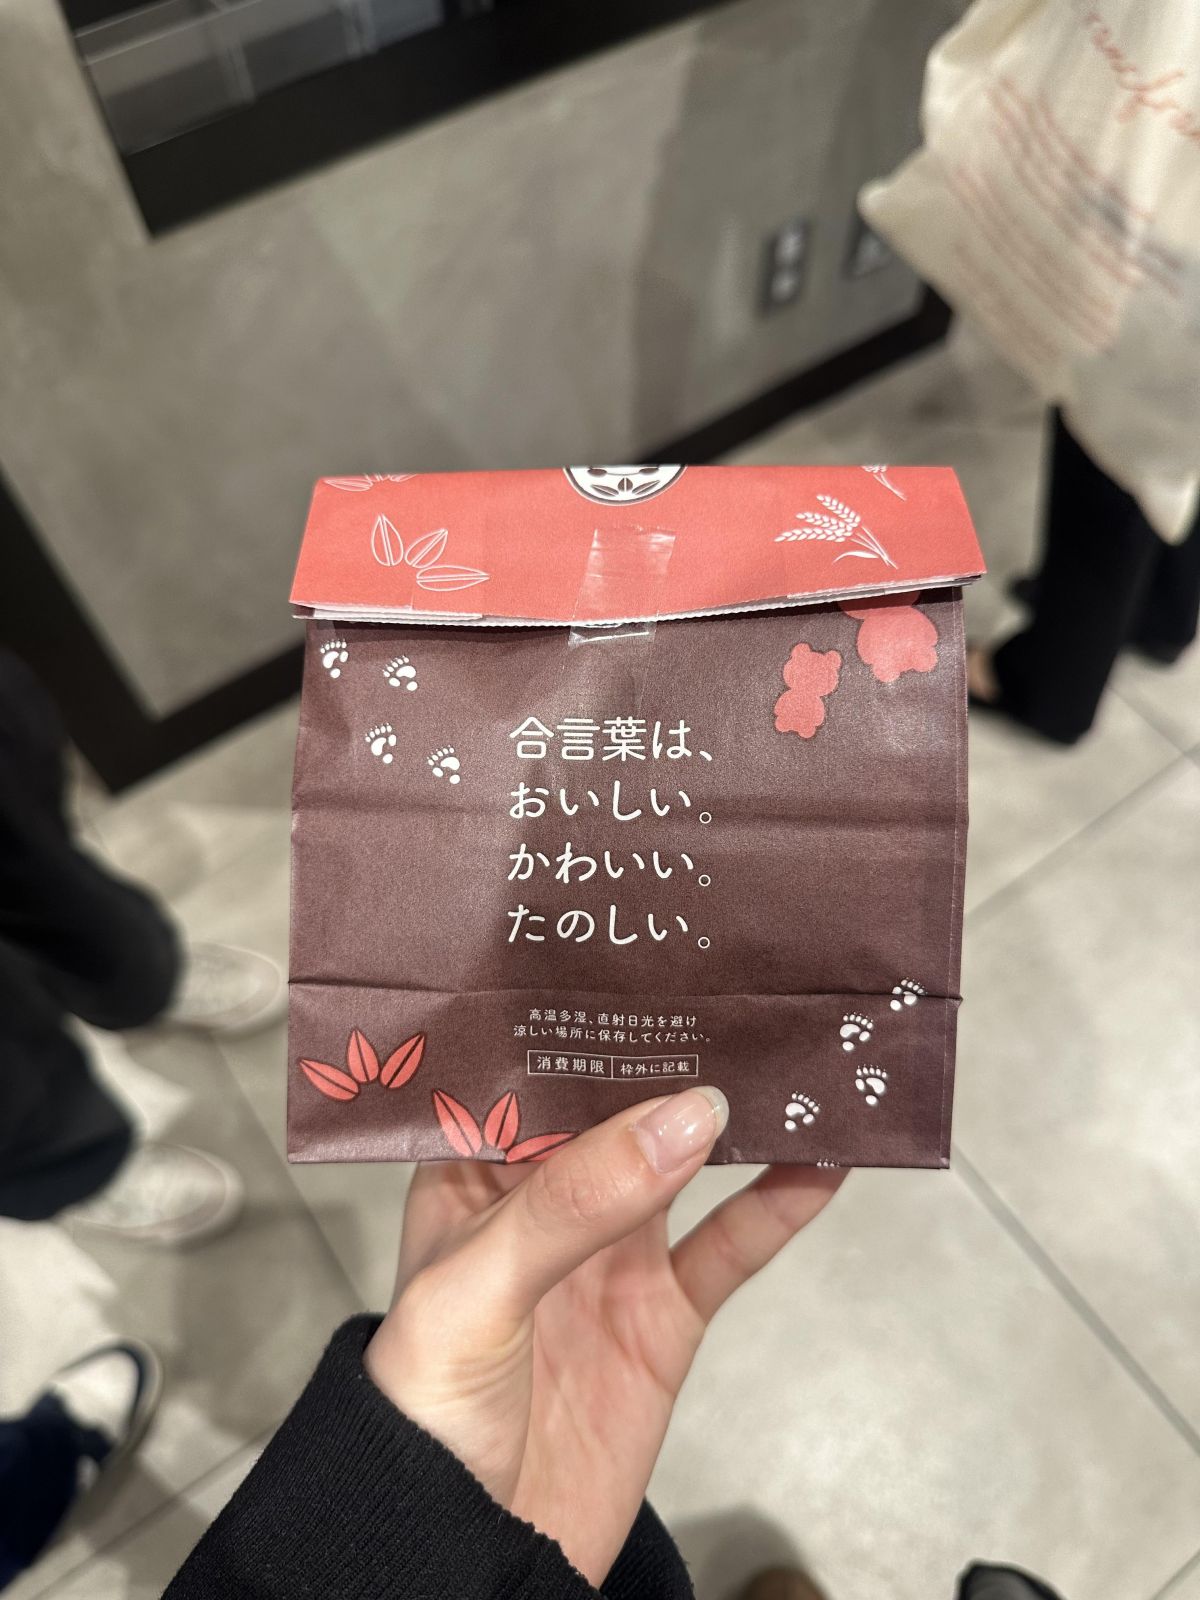 合言葉は、
おいしい。
かわいい。
たのしい。
高温多湿、直射日光を避け
涼しい場所に保存してください。
消費期限 枠外に記載